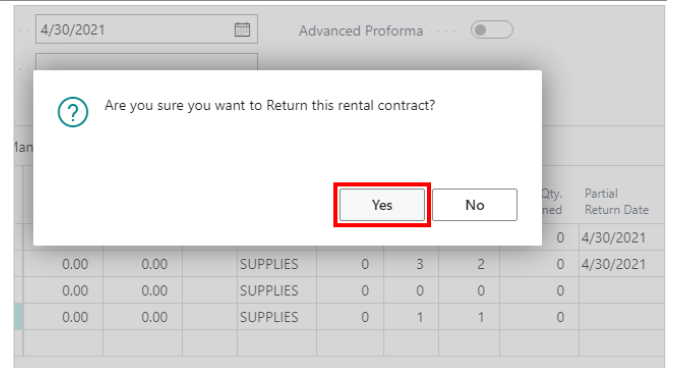 4/30/2021 Advanced Proforma
Are you sure you want to Return this rental contract?
Man
Yes No
Qty. Partial
ned Return Date
0 4/30/2021
0.00 0.00 SUPPLIES 0 3 2 0 4/30/2021
0.00 0.00 SUPPLIES 0 0 0 0
0.00 0.00 SUPPLIES 0 1 1 0